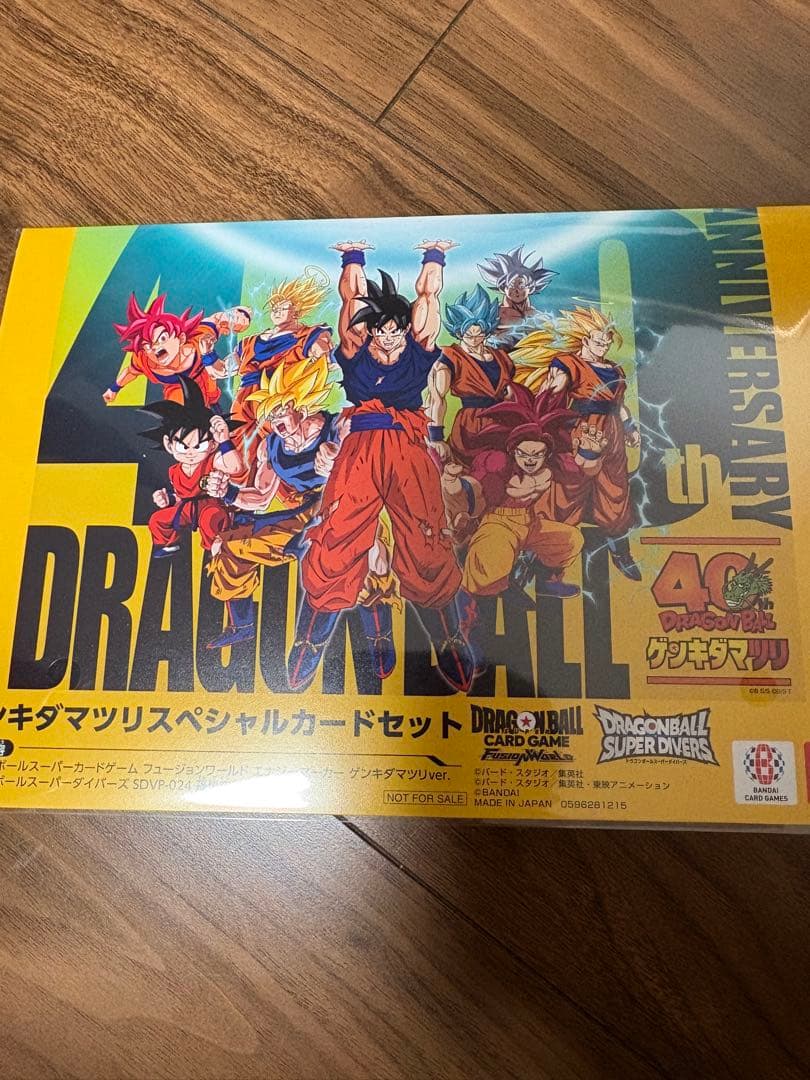 40th
ANNIVERSARY
DRAGON BALL
40th
DRAGON BALL
ゲンキダマツリ
©B S/S ©B/S T
ンキダマツリスペシャルカードセット
DRAGON BALL
CARD GAME
FUSION WORLD
DRAGONBALL
SUPER DIVERS
ドラゴンボールスーパーダイバーズ
ボールスーパーカードゲーム フュージョンワールド エナジーマーカー ゲンキダマツリver.
ボールスーパーダイバーズ SDVP-024
NOT FOR SALE
©バード・スタジオ/集英社
©バード・スタジオ/集英社・東映アニメーション
©BANDAI
MADE IN JAPAN 0596281215
BANDAI
CARD GAMES